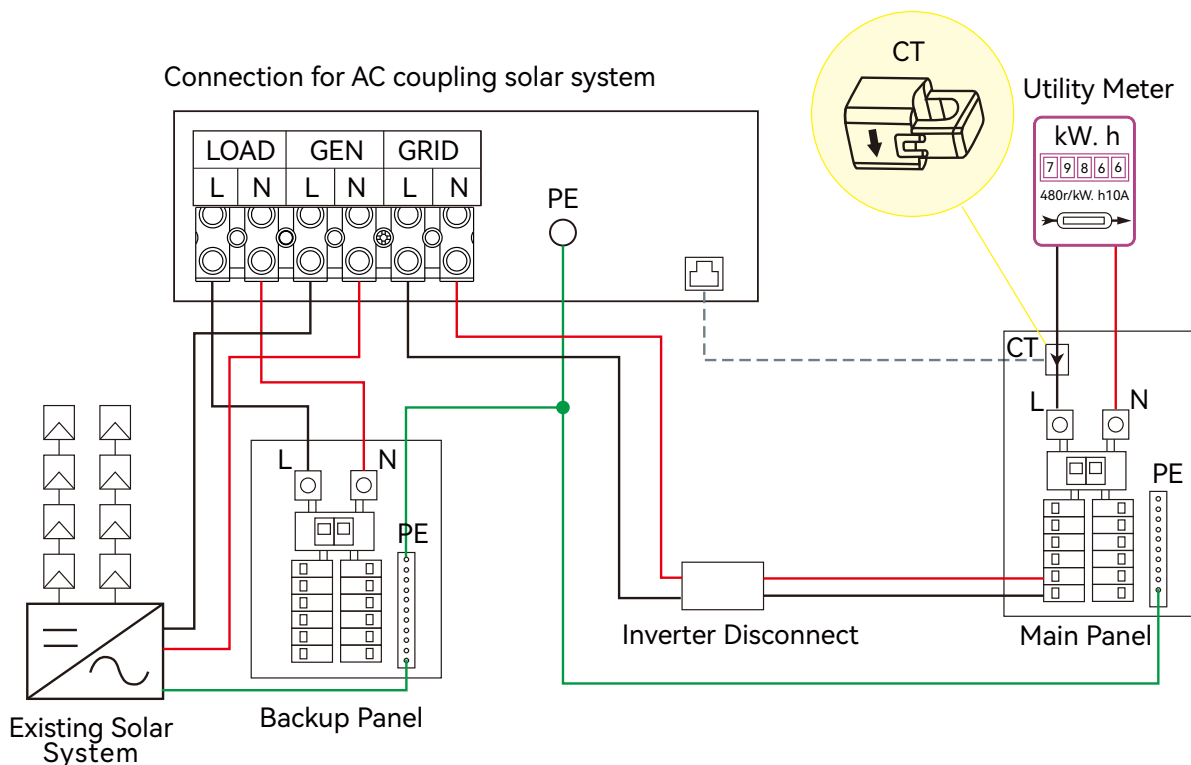 Connection for AC coupling solar system
CT
Utility Meter
kW. h
7 9 8 6 6
480r/kW. h10A
LOAD GEN GRID
L N L N L N
PE
CT
L N
PE
L N
PE
Inverter Disconnect
Main Panel
Backup Panel
Existing Solar
System